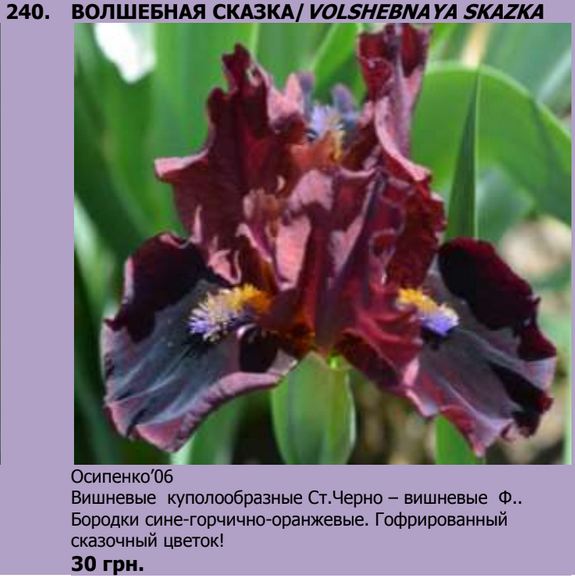 240. ВОЛШЕБНАЯ СКАЗКА/VOLSHEBNAYA SKAZKA
Осипенко’06
Вишневые куполообразные Ст.Черно – вишневые Ф..
Бородки сине-горчично-оранжевые. Гофрированный
сказочный цветок!
30 грн.